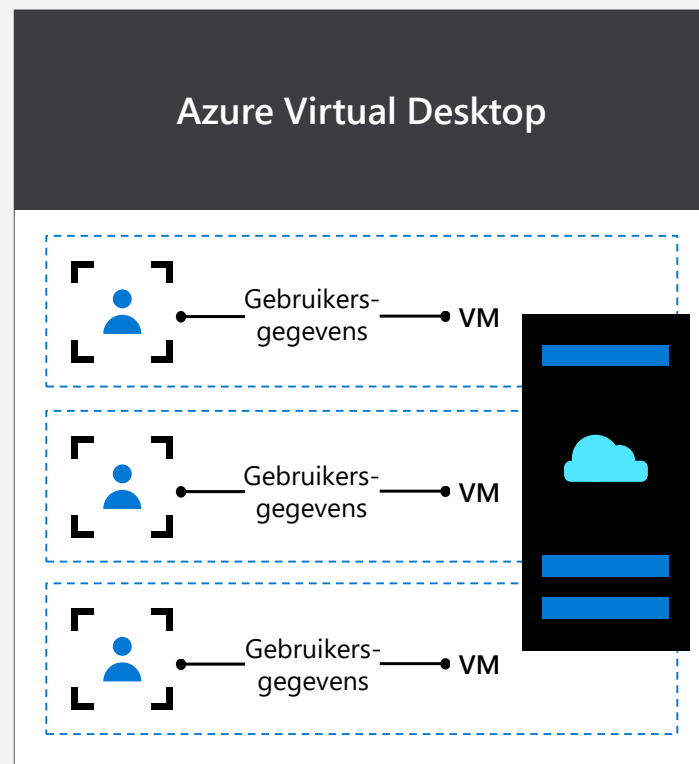 Azure Virtual Desktop
Gebruikers-
gegevens
VM
Gebruikers-
gegevens
VM
Gebruikers-
gegevens
VM